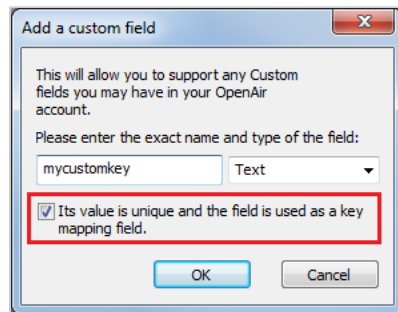 Add a custom field
x
This will allow you to support any Custom
fields you may have in your OpenAir
account.
Please enter the exact name and type of the field:
mycustomkey Text
Its value is unique and the field is used as a key
mapping field.
OK Cancel